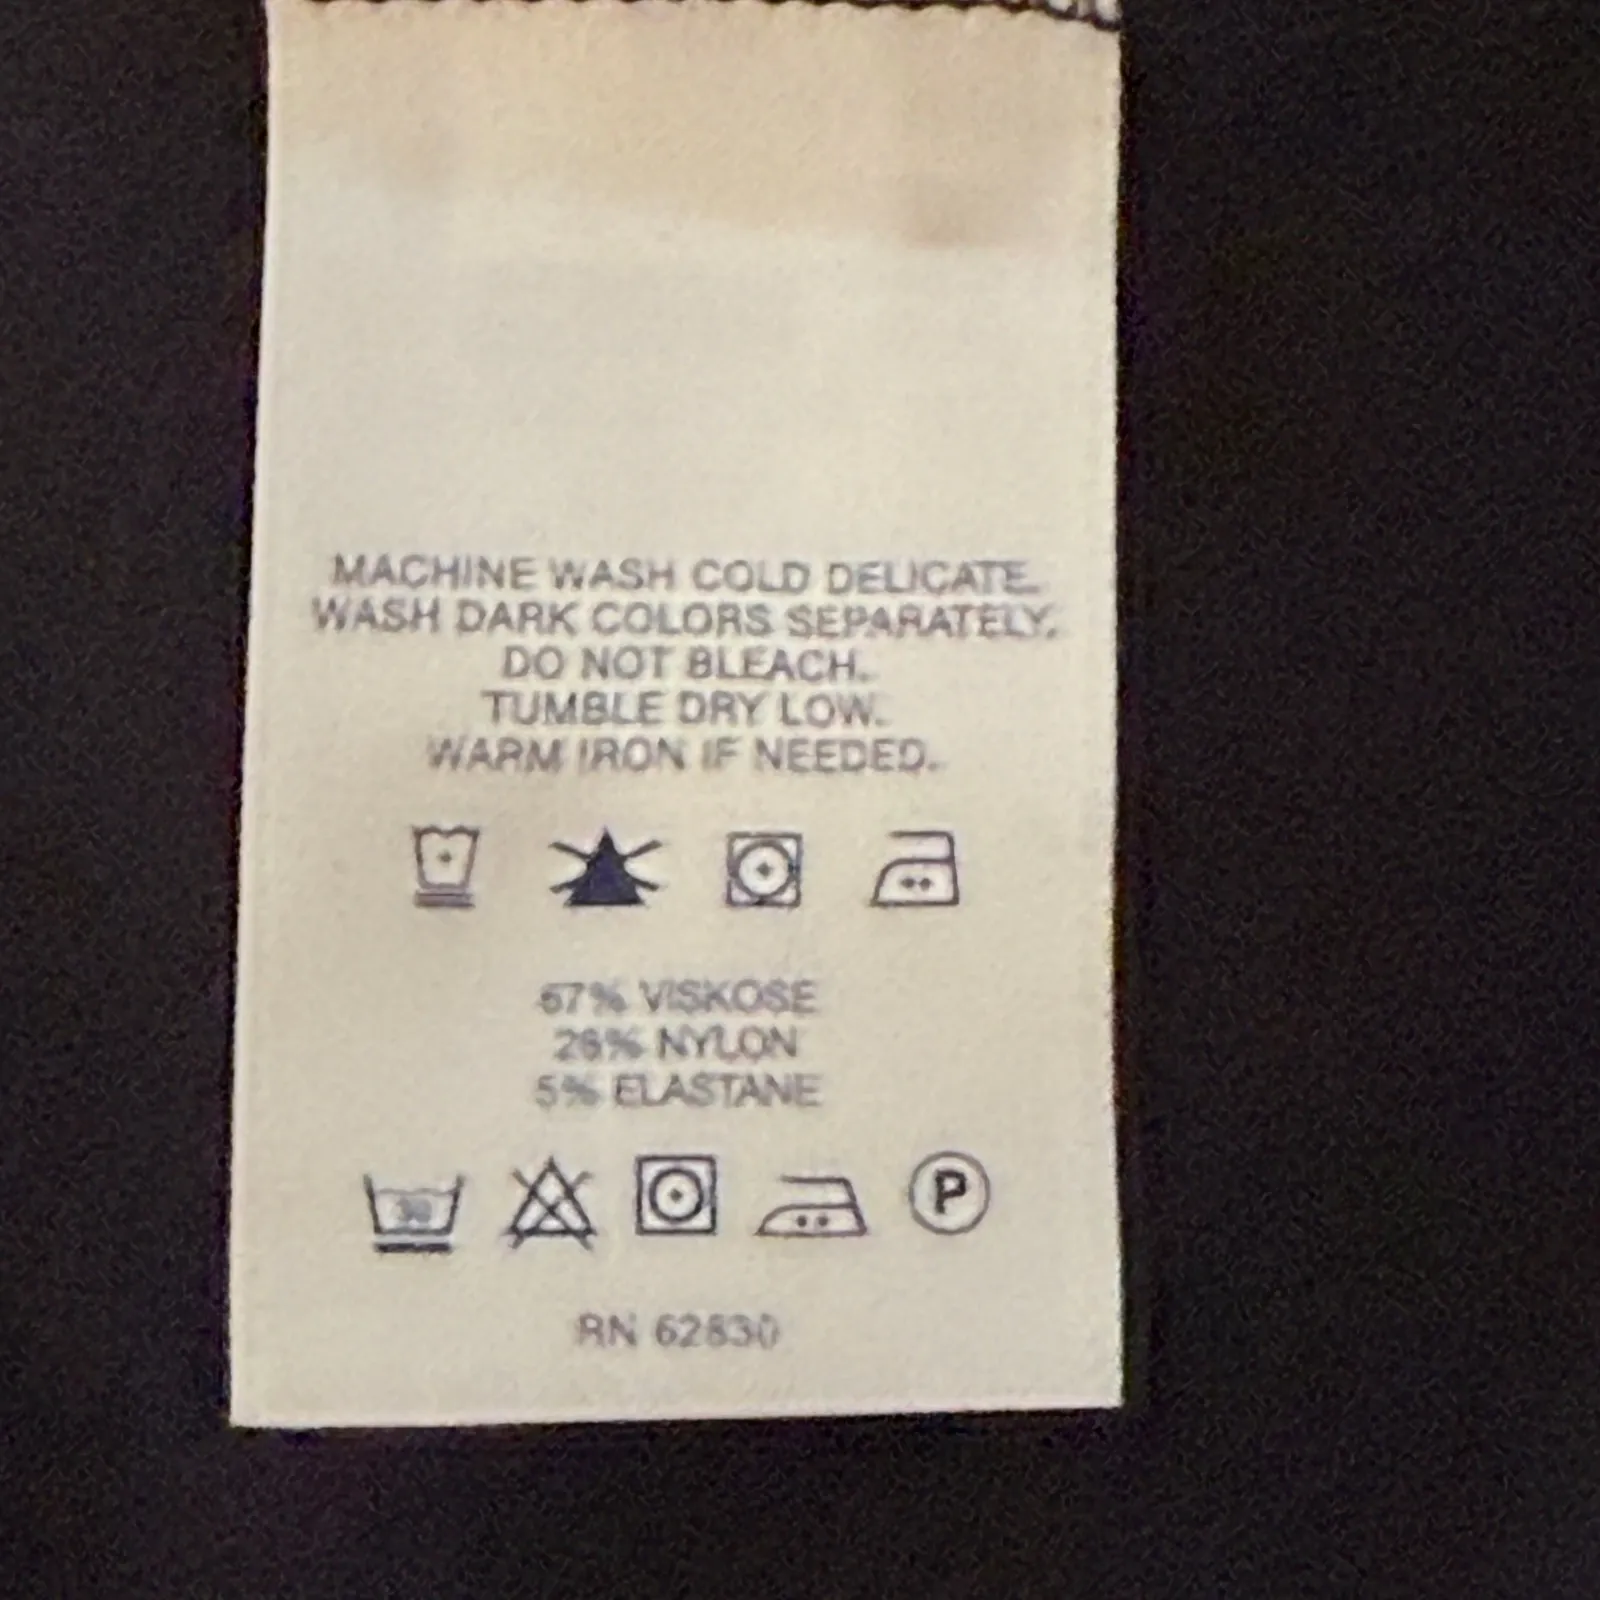 MACHINE WASH COLD DELICATE.
WASH DARK COLORS SEPARATELY.
DO NOT BLEACH.
TUMBLE DRY LOW.
WARM IRON IF NEEDED.
67% VISKOSE
28% NYLON
5% ELASTANE
30
P
RN 62830